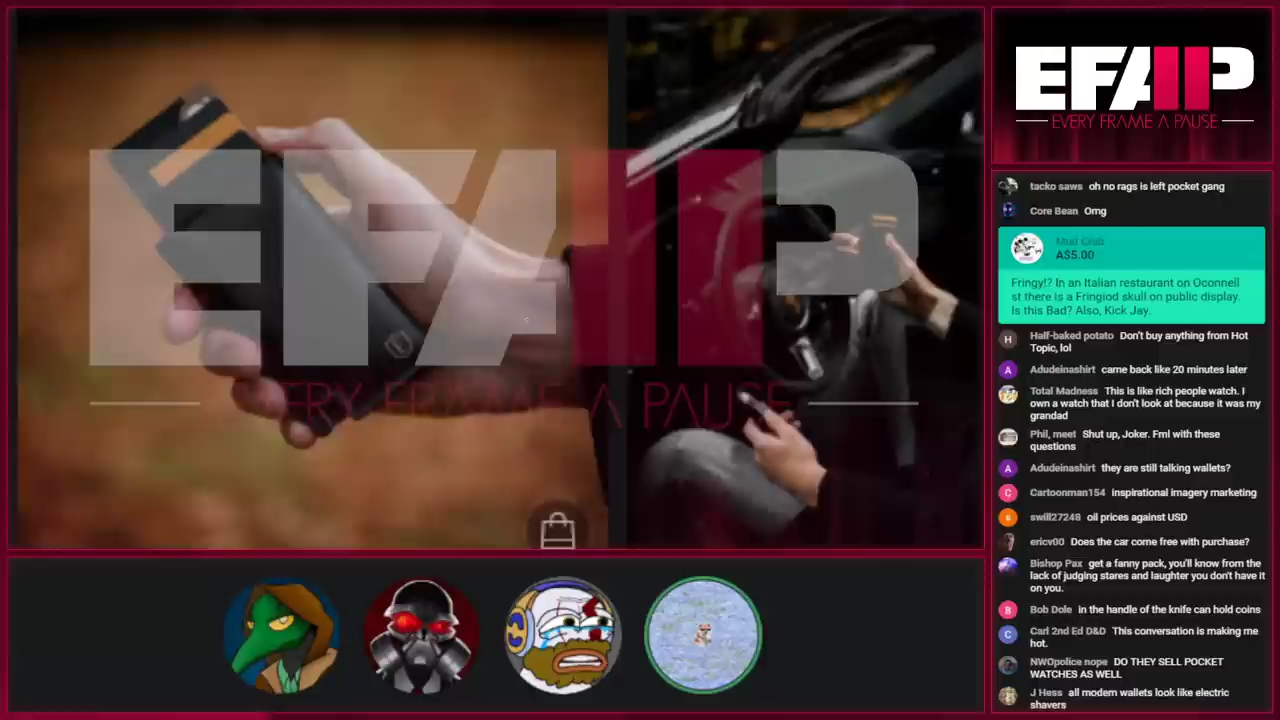 EFAP
EVERY FRAME A PAUSE
EFAP
EVERY FRAME A PAUSE
tacko saws oh no rags is left pocket gang
Core Bean Omg
Mud Club
A$5.00
Fringy!? In an Italian restaurant on Oconnell
st there is a Fringiod skull on public display.
Is this Bad? Also, Kick Jay.
H
Half-baked potato Don't buy anything from Hot
Topic, lol
A
Adudeinashirt came back like 20 minutes later
Total Madness This is like rich people watch. I
own a watch that I don't look at because it was my
grandad
Phil, meet Shut up, Joker. Fml with these
questions
A
Adudeinashirt they are still talking wallets?
C
Cartoonman154 inspirational imagery marketing
s
swill27248 oil prices against USD
ericv00 Does the car come free with purchase?
Bishop Pax get a fanny pack, you'll know from the
lack of judging stares and laughter you don't have it
on you.
B
Bob Dole in the handle of the knife can hold coins
C
Carl 2nd Ed D&D This conversation is making me
hot.
NWOpolice nope DO THEY SELL POCKET
WATCHES AS WELL
J Hess all modern wallets look like electric
shavers